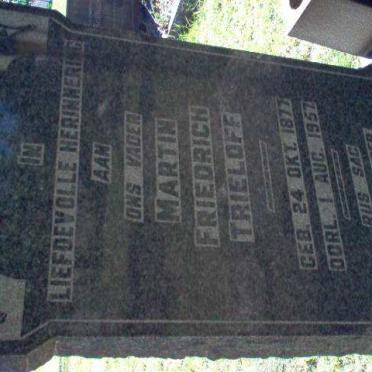 IN
LIEFDEVOLLE HERINNERING
AAN
ONS VADER
MARTIN
FRIEDRICH
TRIELOFF
GEB. 24 OKT. 1877
OORL. 1 AUG. 1957
RUS SAG